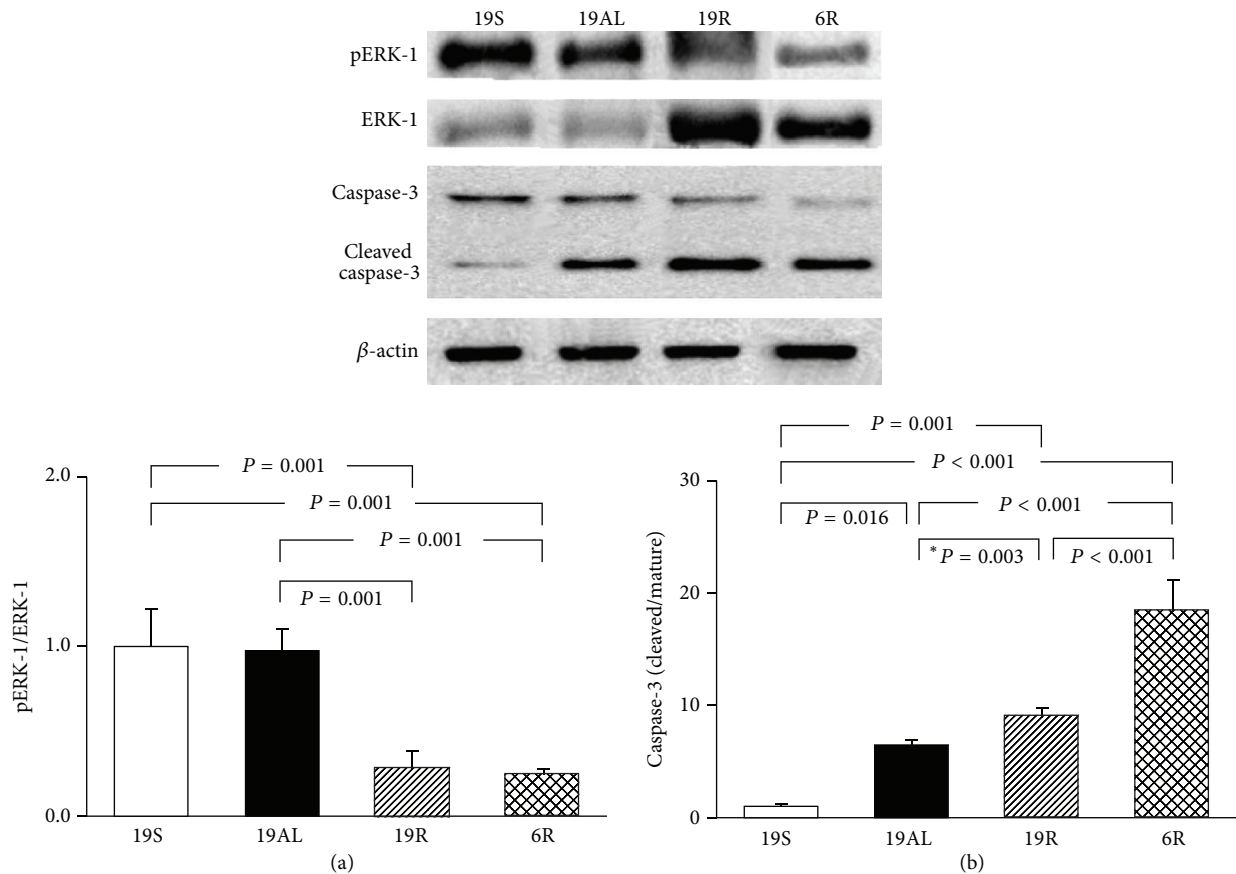 19S 19AL 19R 6R
pERK-1
ERK-1
Caspase-3
Cleaved
caspase-3
β-actin
P = 0.001
P = 0.001
P = 0.001
P = 0.001
2.0
1.0
0.0
pERK-1/ERK-1
19S 19AL 19R 6R
(a)
P = 0.001
P < 0.001
P = 0.016
P < 0.001
*P = 0.003
P < 0.001
30
20
10
0
Caspase-3 (cleaved/mature)
19S 19AL 19R 6R
(b)